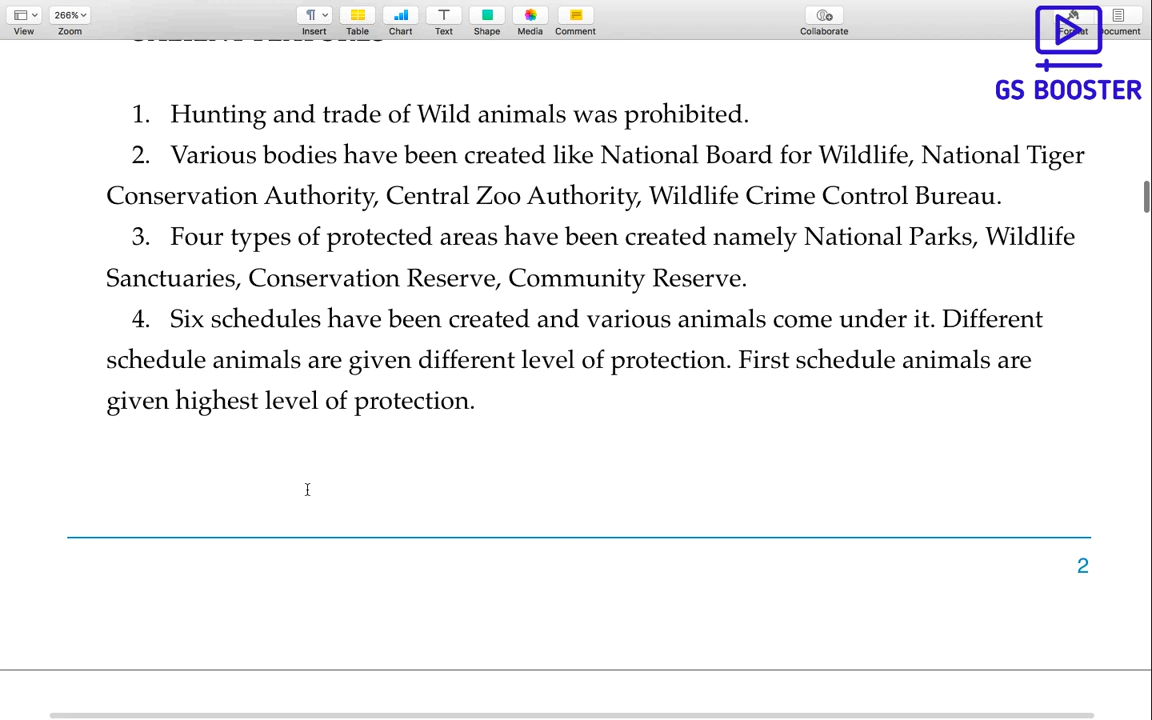 266%
View
Zoom
Insert
Table
Chart
Text
Shape
Media
Comment
Collaborate
Format
Document
GS BOOSTER
SALIENT FEATURES
1. Hunting and trade of Wild animals was prohibited.
2. Various bodies have been created like National Board for Wildlife, National Tiger
Conservation Authority, Central Zoo Authority, Wildlife Crime Control Bureau.
3. Four types of protected areas have been created namely National Parks, Wildlife
Sanctuaries, Conservation Reserve, Community Reserve.
4. Six schedules have been created and various animals come under it. Different
schedule animals are given different level of protection. First schedule animals are
given highest level of protection.
2